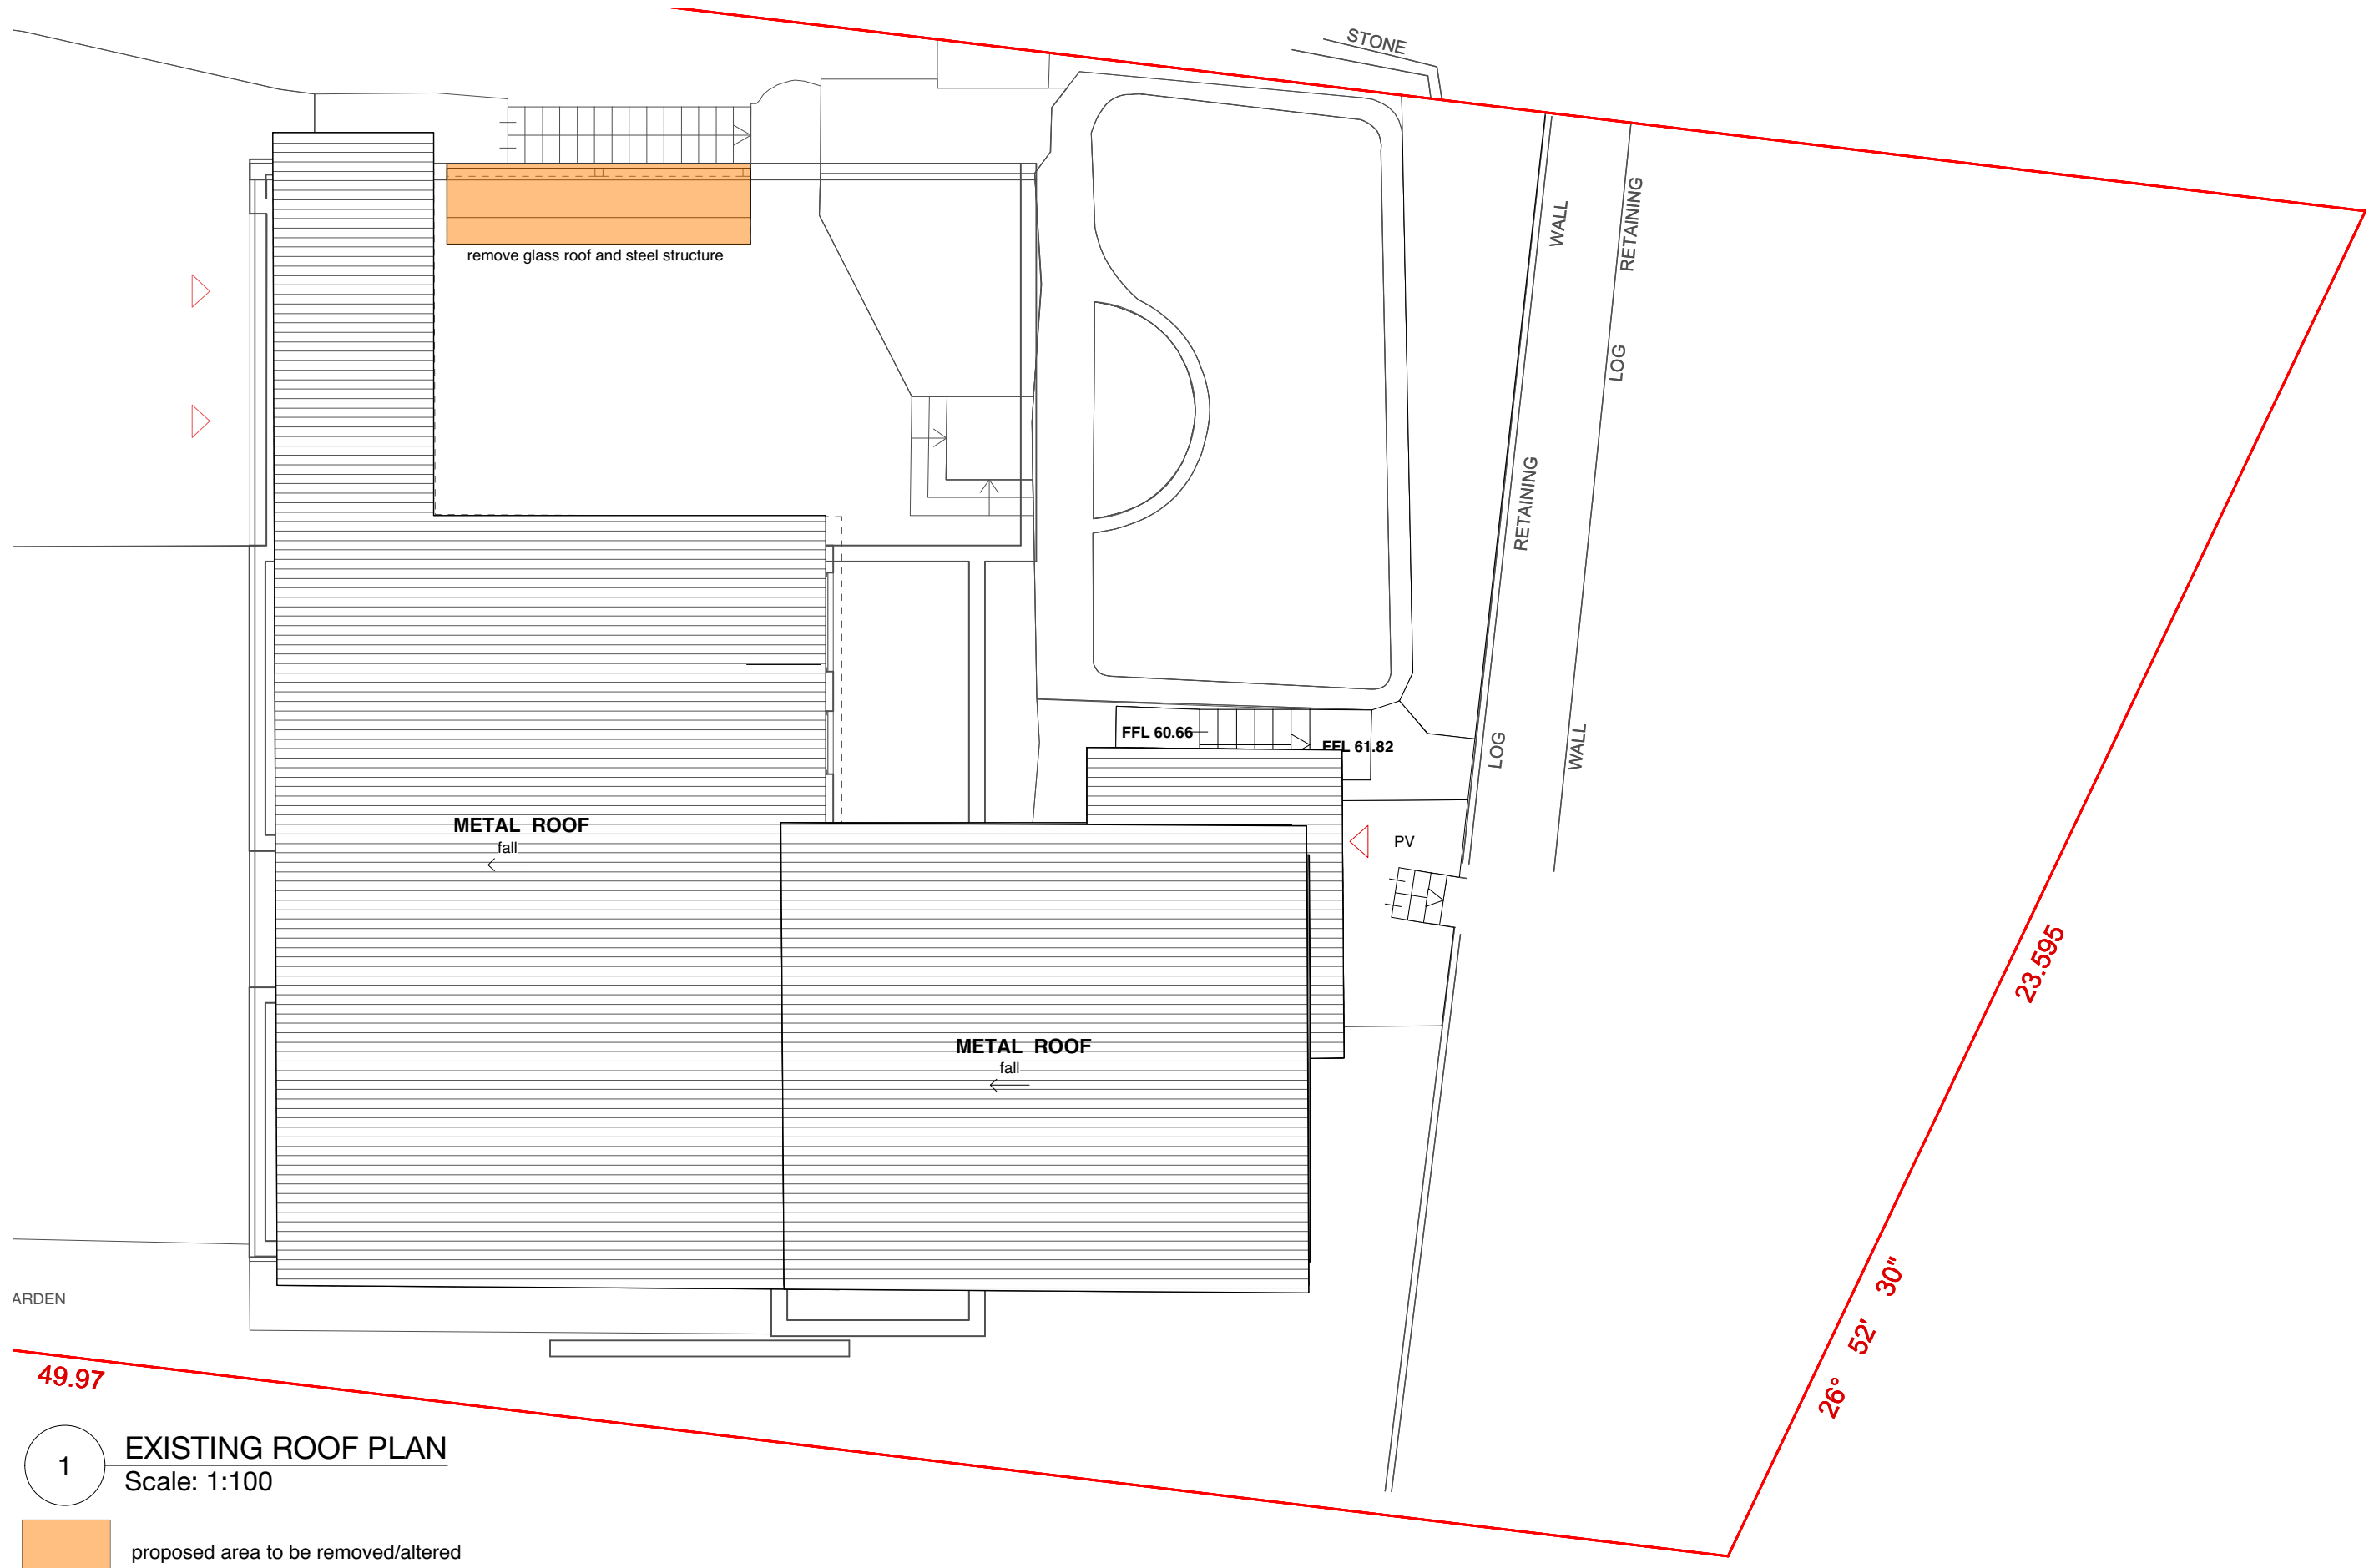 STONE
WALL
RETAINING
remove glass roof and steel structure
LOG
RETAINING
FFL 60.66
FFL 61.82
LOG
WALL
METAL ROOF
fall
PV
23.595
METAL ROOF
fall
30"
52'
26°
ARDEN
49.97
1
EXISTING ROOF PLAN
Scale: 1:100
proposed area to be removed/altered